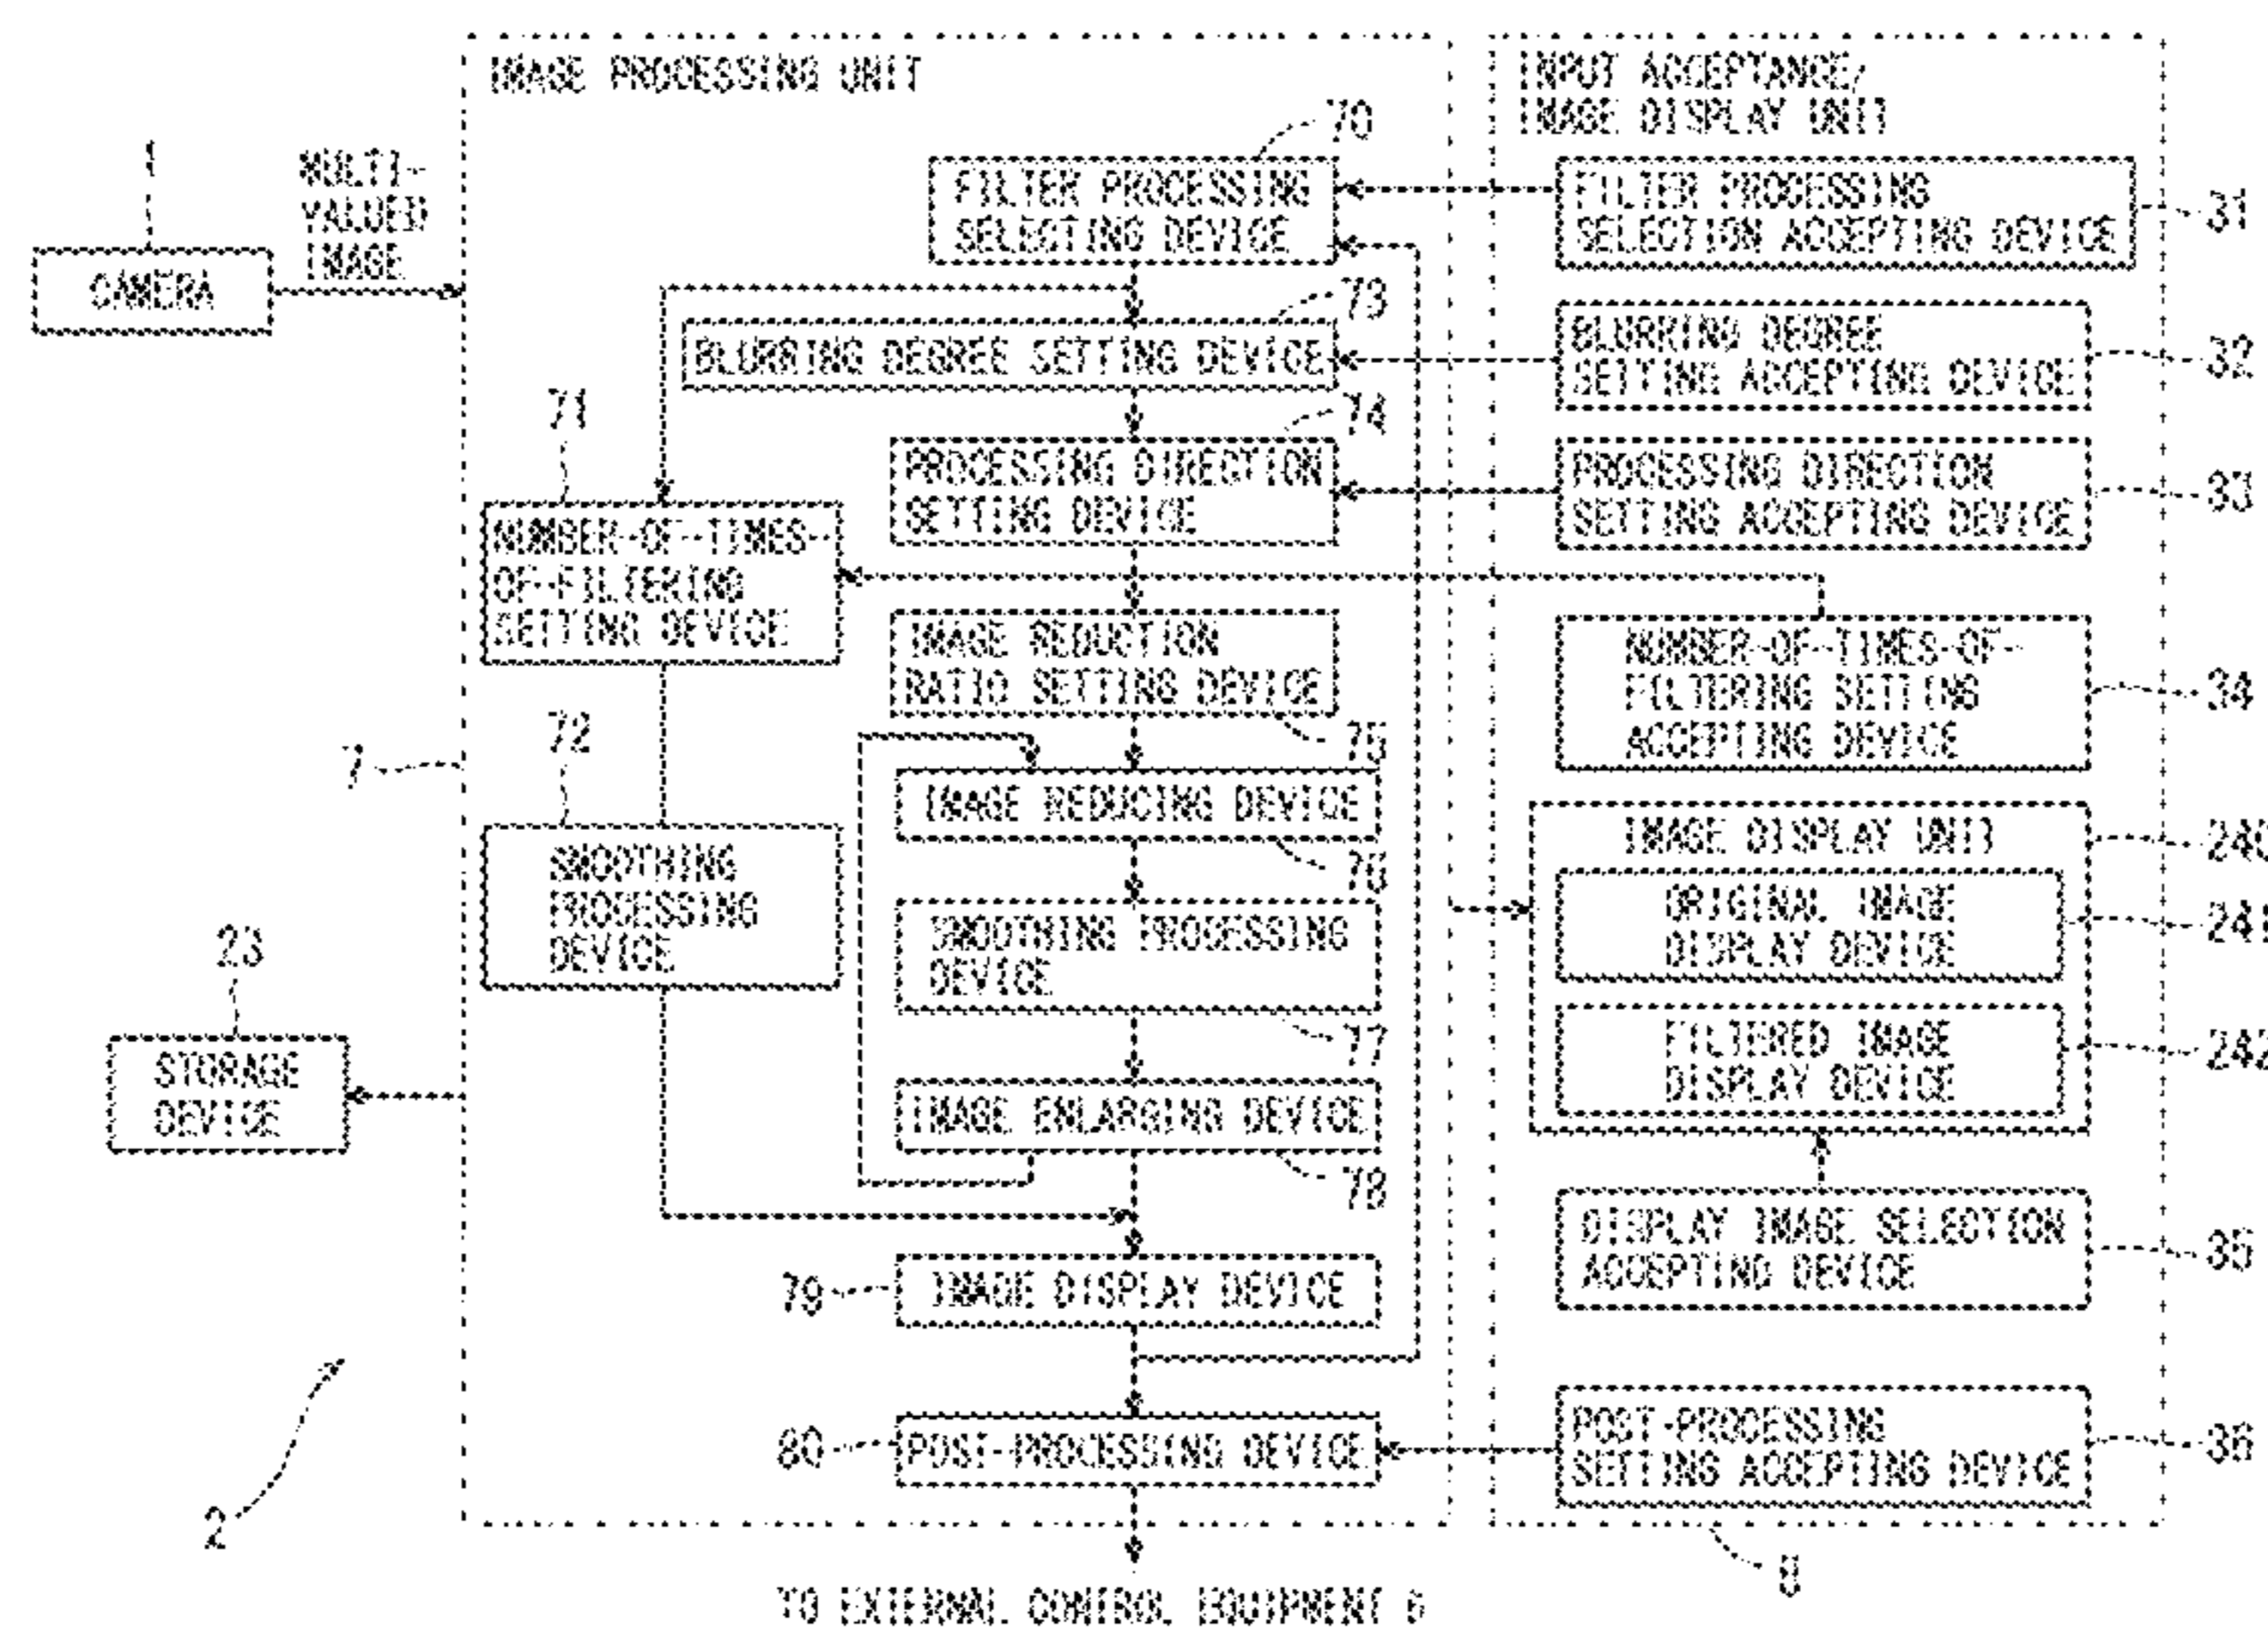 IMAGE PROCESSING UNIT
INPUT ACCEPTANCE/
IMAGE DISPLAY UNIT
1
MULTI-
VALUED
IMAGE
CAMERA
70
FILTER PROCESSING
SELECTING DEVICE
FILTER PROCESSING
SELECTION ACCEPTING DEVICE
31
73
BLURRING DEGREE SETTING DEVICE
BLURRING DEGREE
SETTING ACCEPTING DEVICE
32
74
PROCESSING DIRECTION
SETTING DEVICE
PROCESSING DIRECTION
SETTING ACCEPTING DEVICE
33
71
NUMBER-OF-TIMES-
OF-FILTERING
SETTING DEVICE
IMAGE REDUCTION
RATIO SETTING DEVICE
75
NUMBER-OF-TIMES-OF-
FILTERING SETTING
ACCEPTING DEVICE
34
7
72
SMOOTHING
PROCESSING
DEVICE
IMAGE REDUCING DEVICE
76
SMOOTHING PROCESSING
DEVICE
77
IMAGE DISPLAY UNIT
240
ORIGINAL IMAGE
DISPLAY DEVICE
241
FILTERED IMAGE
DISPLAY DEVICE
242
23
STORAGE
DEVICE
IMAGE ENLARGING DEVICE
78
DISPLAY IMAGE SELECTION
ACCEPTING DEVICE
35
79
IMAGE DISPLAY DEVICE
80
POST-PROCESSING DEVICE
POST-PROCESSING
SETTING ACCEPTING DEVICE
36
2
8
TO EXTERNAL CONTROL EQUIPMENT 6